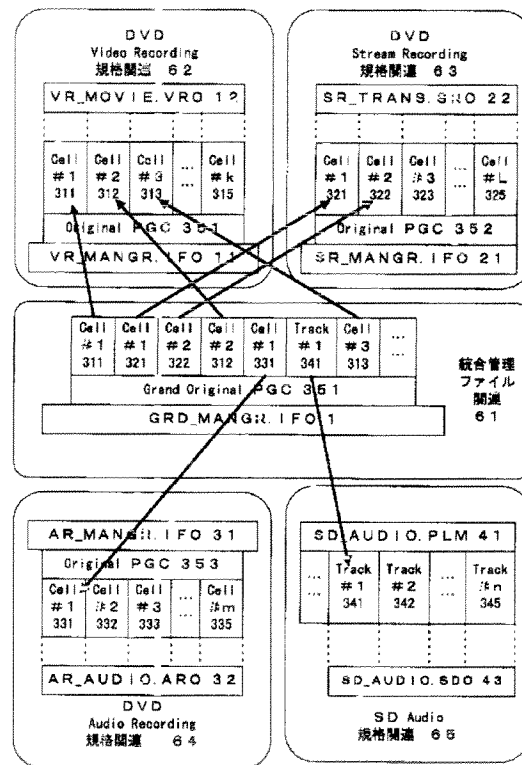 DVD
Video Recording
規格関連 62
VR_MOVIE.VRO 12
Cell #1 311
Cell #2 312
Cell #3 313
...
Cell #k 315
Original PGC 351
VR_MANGR.IFO 11
DVD
Stream Recording
規格関連 63
SR_TRANS.SRO 22
Cell #1 321
Cell #2 322
Cell #3 323
...
Cell #L 325
Original PGC 352
SR_MANGR.IFO 21
Cell #1 311
Cell #1 321
Cell #2 322
Cell #2 312
Cell #1 331
Track #1 341
Cell #3 313
...
Grand Original PGC 351
GRD_MANGR.IFO 1
統合管理
ファイル
関連
61
AR_MANGR.IFO 31
Original PGC 353
Cell #1 331
Cell #2 332
Cell #3 333
...
Cell #m 335
AR_AUDIO.ARO 32
DVD
Audio Recording
規格関連 64
SD_AUDIO.PLM 41
...
Track #1 341
Track #2 342
...
Track #n 345
SD_AUDIO.SDO 43
SD Audio
規格関連 65